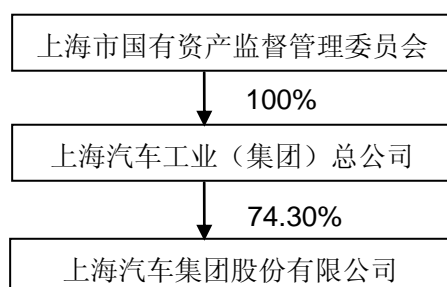 上海市国有资产监督管理委员会
100%
上海汽车工业（集团）总公司
74.30%
上海汽车集团股份有限公司